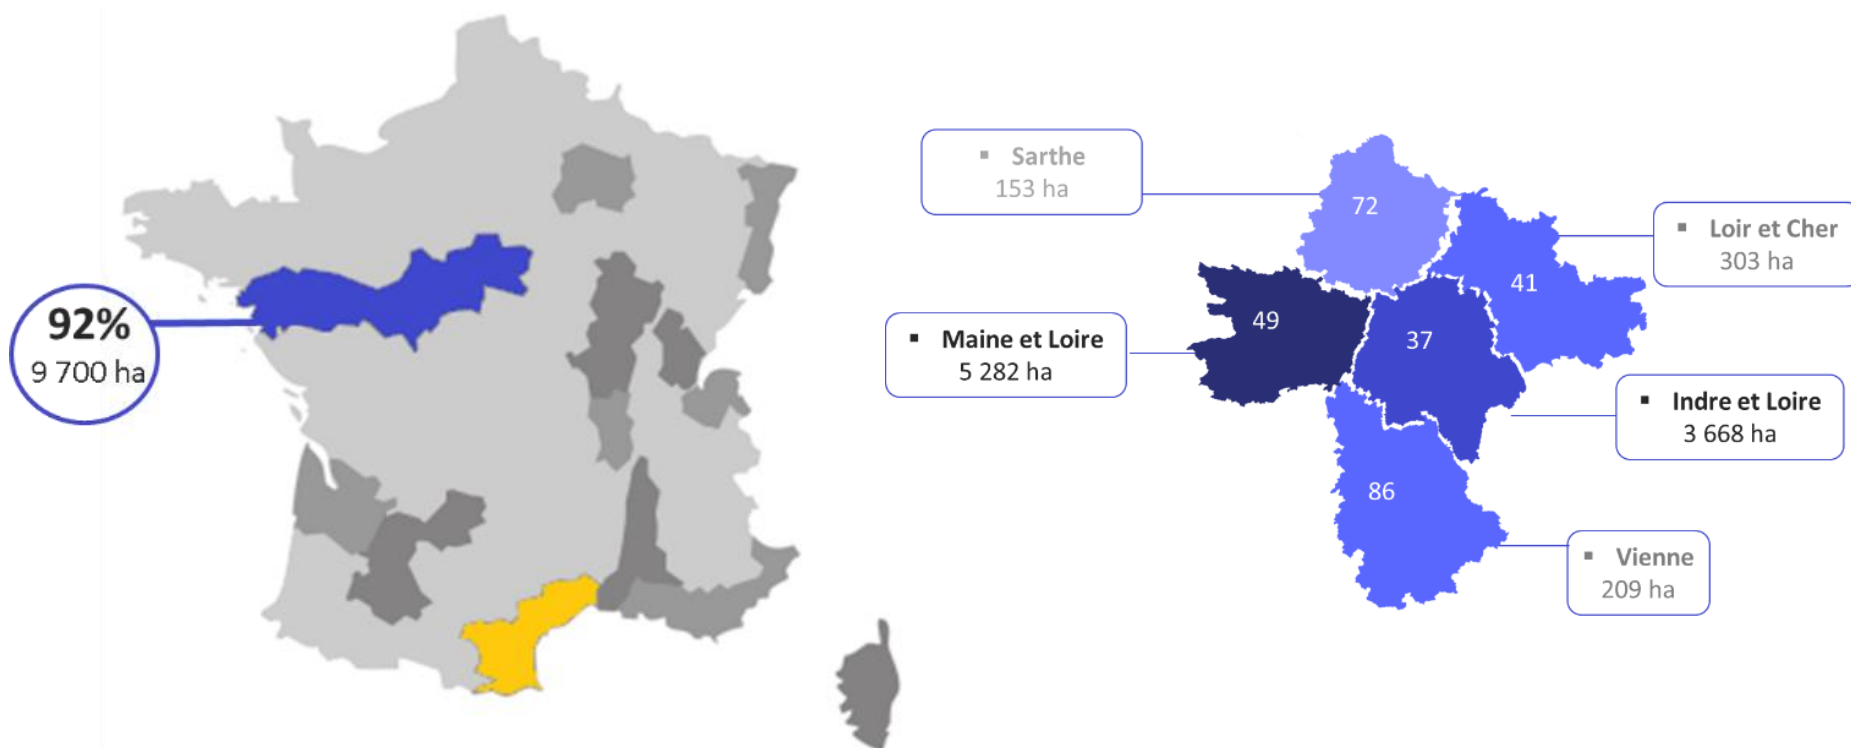 92%
9 700 ha
▪ Sarthe
153 ha
72
▪ Loir et Cher
303 ha
41
▪ Maine et Loire
5 282 ha
49
37
▪ Indre et Loire
3 668 ha
86
▪ Vienne
209 ha